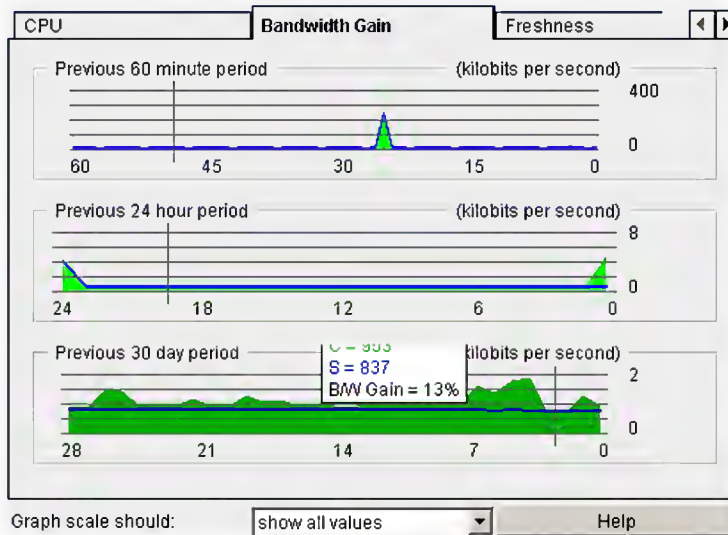 CPU Bandwidth Gain Freshness
Previous 60 minute period (kilobits per second)
400
0
60 45 30 15 0
Previous 24 hour period (kilobits per second)
8
0
24 18 12 6 0
Previous 30 day period kilobits per second)
C = 953
S = 837
B/W Gain = 13%
2
0
28 21 14 7 0
Graph scale should: show all values Help